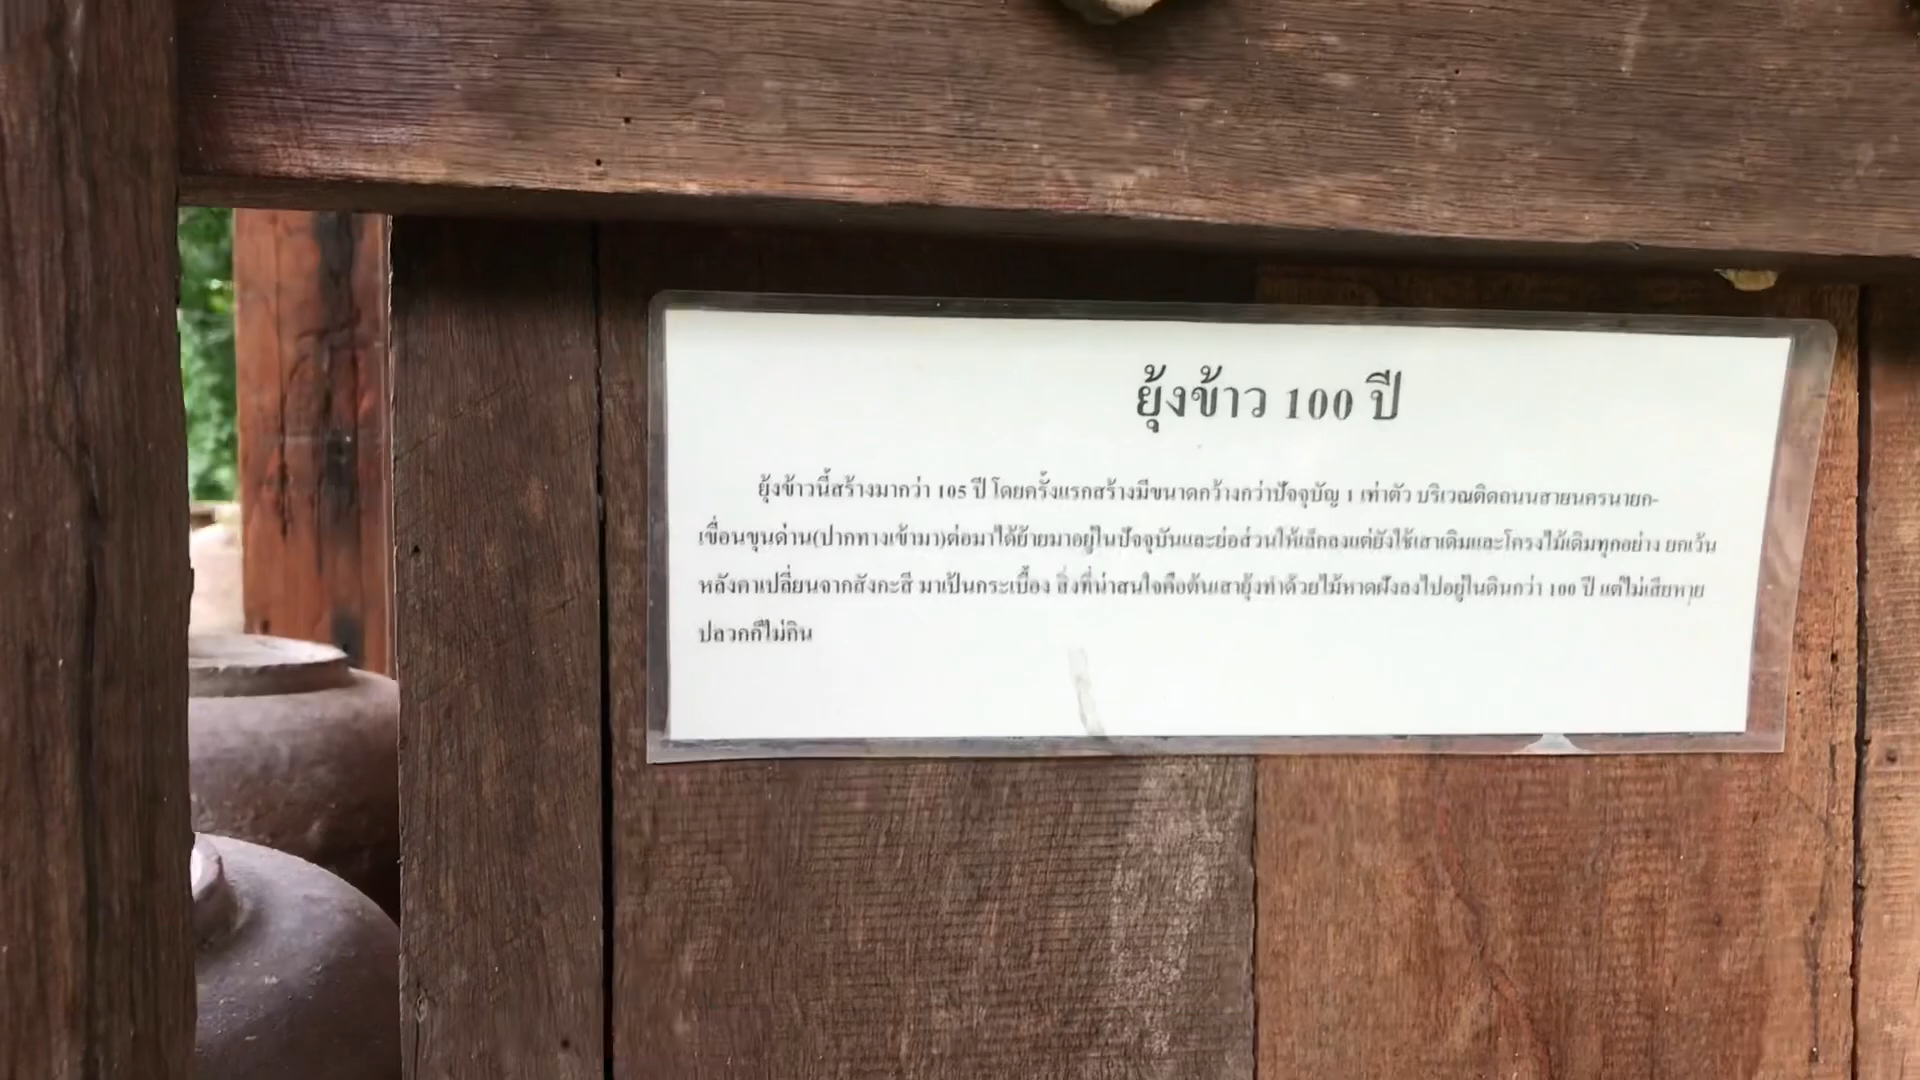 ยุ้งข้าว 100 ปี
ยุ้งข้าวนี้สร้างมากว่า 105 ปี โดยครั้งแรกสร้างมีขนาดกว้างกว่าปัจจุบัญ 1 เท่าตัว บริเวณติดถนนสายนครนายก-
เขื่อนขุนด่าน(ปากทางเข้ามา)ต่อมาได้ย้ายมาอยู่ในปัจจุบันและย่อส่วนให้เล็กลงแต่ยังใช้เสาเดิมและโครงไม้เดิมทุกอย่าง ยกเว้น
หลังคาเปลี่ยนจากสังกะสี มาเป็นกระเบื้อง สิ่งที่น่าสนใจคือต้นเสายุ้งทำด้วยไม้หาดฝังลงไปอยู่ในดินกว่า 100 ปี แต่ไม่เสียหาย
ปลวกก็ไม่กิน